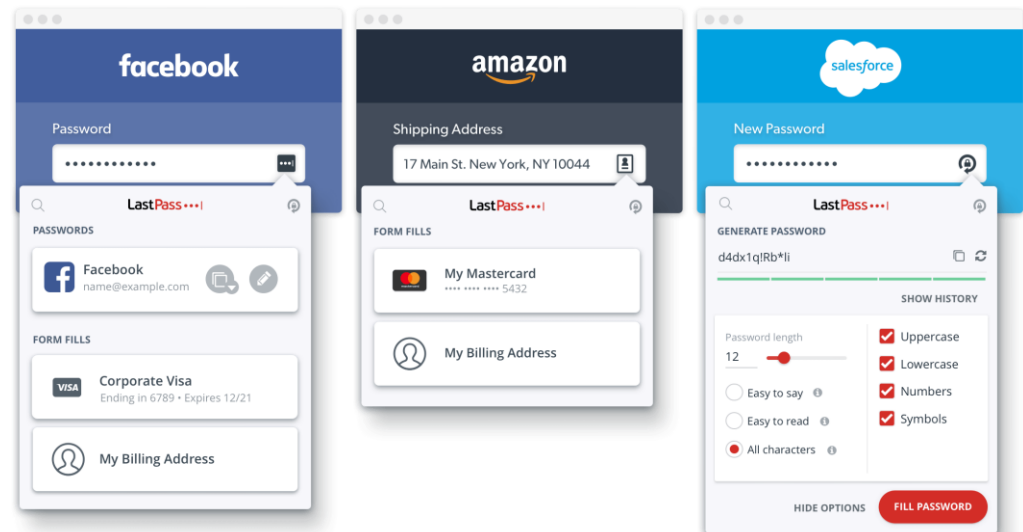 facebook
Password
••••••••••••
LastPass•••|
PASSWORDS
Facebook
name@example.com
FORM FILLS
VISA
Corporate Visa
Ending in 6789 • Expires 12/21
My Billing Address
amazon
Shipping Address
17 Main St. New York, NY 10044
LastPass•••|
FORM FILLS
My Mastercard
•••• •••• •••• 5432
My Billing Address
salesforce
New Password
••••••••••••
LastPass•••|
GENERATE PASSWORD
d4dx1q!Rb*li
SHOW HISTORY
Password length
12
Easy to say
Easy to read
All characters
Uppercase
Lowercase
Numbers
Symbols
HIDE OPTIONS
FILL PASSWORD